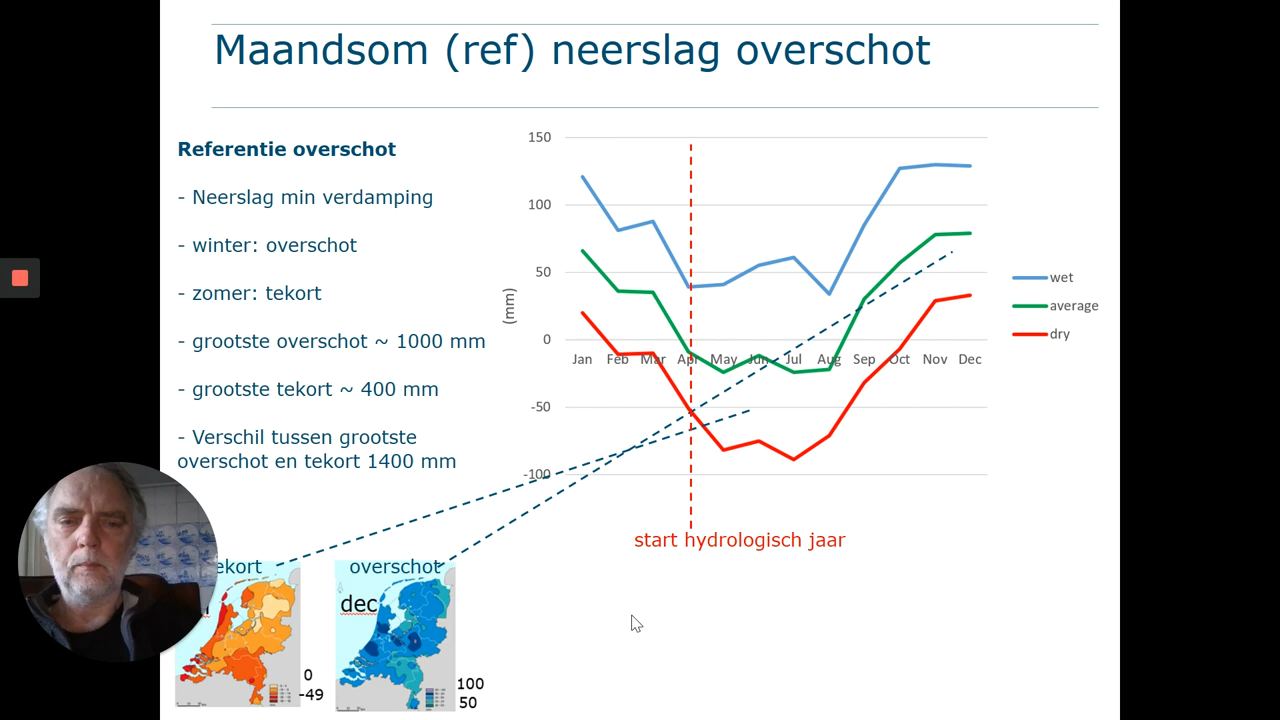 Maandsom (ref) neerslag overschot
Referentie overschot
- Neerslag min verdamping
- winter: overschot
- zomer: tekort
- grootste overschot ~ 1000 mm
- grootste tekort ~ 400 mm
- Verschil tussen grootste
overschot en tekort 1400 mm
150
100
50
0
-50
-100
(mm)
Jan Feb Mar Apr May Jun Jul Aug Sep Oct Nov Dec
wet
average
dry
start hydrologisch jaar
ekort
0
-49
overschot
dec
100
50